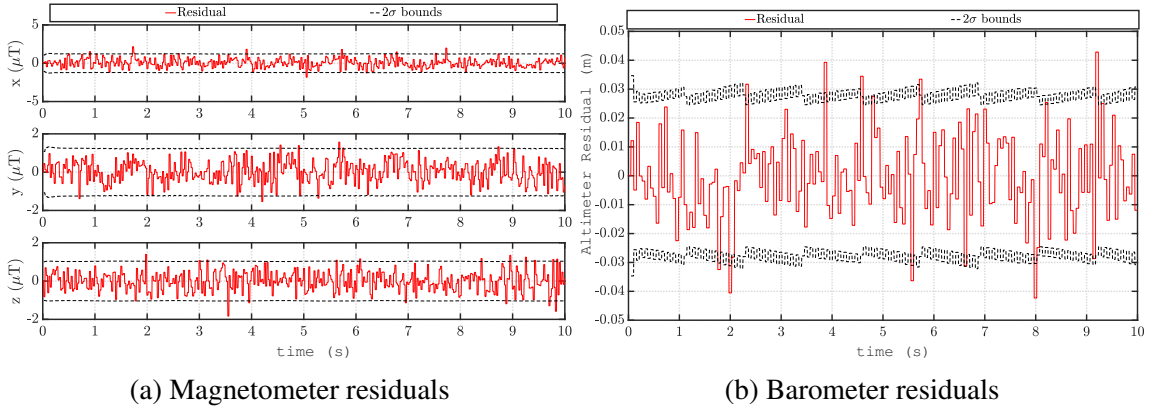 Residual 2σ bounds
x (μT)
5
0
-5
0 1 2 3 4 5 6 7 8 9 10
y (μT)
2
0
-2
0 1 2 3 4 5 6 7 8 9 10
z (μT)
2
0
-2
0 1 2 3 4 5 6 7 8 9 10
time (s)
(a) Magnetometer residuals
Residual 2σ bounds
Altimeter Residual (m)
0.05
0.04
0.03
0.02
0.01
0
-0.01
-0.02
-0.03
-0.04
-0.05
0 1 2 3 4 5 6 7 8 9 10
time (s)
(b) Barometer residuals